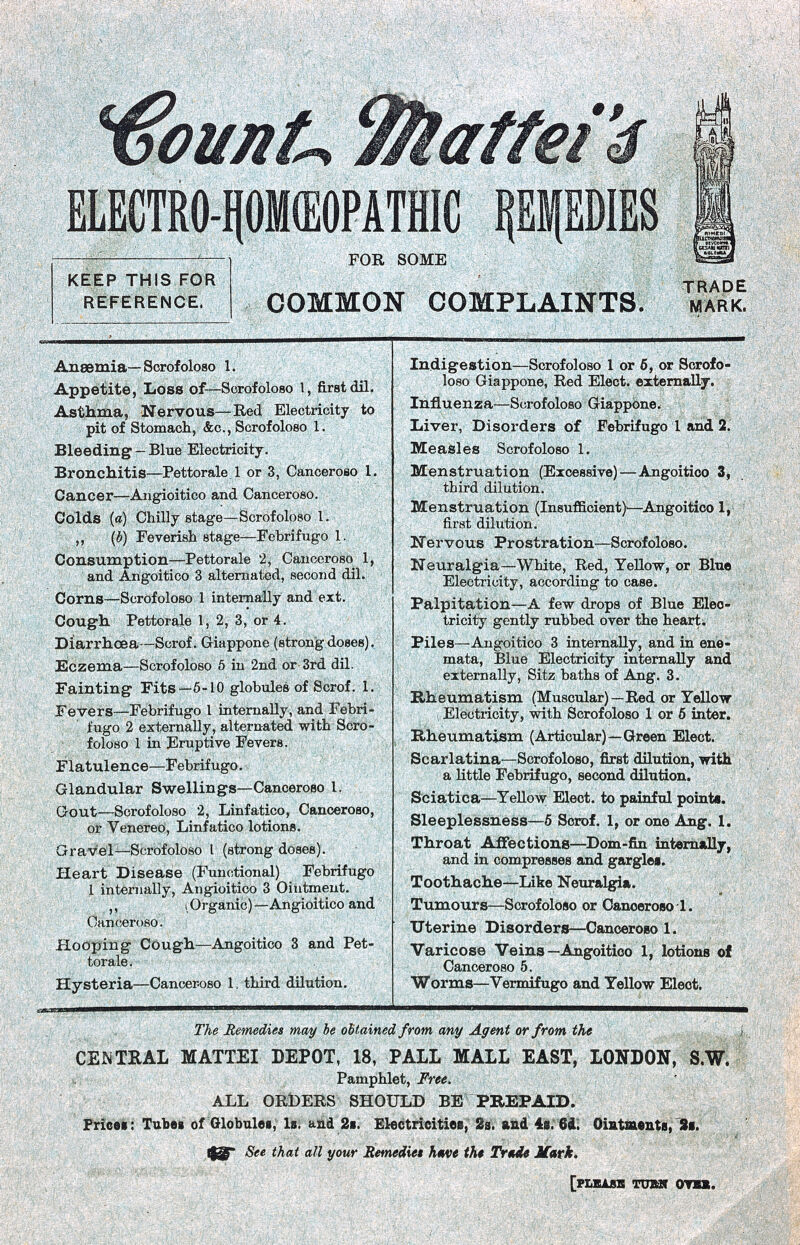 Count Mattei's
ELECTRO-HOMŒOPATHIC REMEDIES
FOR SOME
KEEP THIS FOR
REFERENCE.
COMMON COMPLAINTS.
TRADE
MARK.
Anæmia—Scrofoloso 1.
Appetite, Loss of—Scrofoloso 1, first dil.
Asthma, Nervous—Red Electricity to
pit of Stomach, &c., Scrofoloso 1.
Bleeding—Blue Electricity.
Bronchitis—Pettorale 1 or 3, Canceroso 1.
Cancer—Angioitico and Canceroso.
Colds (a) Chilly stage—Scrofoloso 1.
,, (b) Feverish stage—Febrifugo 1.
Consumption—Pettorale 2, Canceroso 1,
and Angoitico 3 alternated, second dil.
Corns—Scrofoloso 1 internally and ext.
Cough Pettorale 1, 2, 3, or 4.
Diarrhœa—Scrof. Giappone (strong doses).
Eczema—Scrofoloso 5 in 2nd or 3rd dil.
Fainting Fits—5-10 globules of Scrof. 1.
Fevers—Febrifugo 1 internally, and Febri-
fugo 2 externally, alternated with Scro-
foloso 1 in Eruptive Fevers.
Flatulence—Febrifugo.
Glandular Swellings—Canceroso 1.
Gout—Scrofoloso 2, Linfatico, Canceroso,
or Venereo, Linfatico lotions.
Gravel—Scrofoloso 1 (strong doses).
Heart Disease (Functional) Febrifugo
1 internally, Angioitico 3 Ointment.
,, (Organic)—Angioitico and
Canceroso.
Hooping Cough—Angoitico 3 and Pet-
torale.
Hysteria—Canceroso 1, third dilution.
Indigestion—Scrofoloso 1 or 5, or Scrofo-
loso Giappone, Red Elect. externally.
Influenza—Scrofoloso Giappone.
Liver, Disorders of Febrifugo 1 and 2.
Measles Scrofoloso 1.
Menstruation (Excessive)—Angoitico 3,
third dilution.
Menstruation (Insufficient)—Angoitico 1,
first dilution.
Nervous Prostration—Scrofoloso.
Neuralgia—White, Red, Yellow, or Blue
Electricity, according to case.
Palpitation—A few drops of Blue Elec-
tricity gently rubbed over the heart.
Piles—Angoitico 3 internally, and in ene-
mata, Blue Electricity internally and
externally, Sitz baths of Ang. 3.
Rheumatism (Muscular)—Red or Yellow
Electricity, with Scrofoloso 1 or 5 inter.
Rheumatism (Articular)—Green Elect.
Scarlatina—Scrofoloso, first dilution, with
a little Febrifugo, second dilution.
Sciatica—Yellow Elect. to painful points.
Sleeplessness—5 Scrof. 1, or one Ang. 1.
Throat Affections—Dom-fin internally,
and in compresses and gargles.
Toothache—Like Neuralgia.
Tumours—Scrofoloso or Canceroso 1.
Uterine Disorders—Canceroso 1.
Varicose Veins—Angoitico 1, lotions of
Canceroso 5.
Worms—Vermifugo and Yellow Elect.
The Remedies may be obtained from any Agent or from the
CENTRAL MATTEI DEPOT, 18, PALL MALL EAST, LONDON, S.W.
Pamphlet, Free.
ALL ORDERS SHOULD BE PREPAID.
Prices: Tubes of Globules, 1s. and 2s. Electricities, 2s. and 4s. 6d. Ointments, 2s.
See that all your Remedies have the Trade Mark.
[PLEASE TURN OVER.